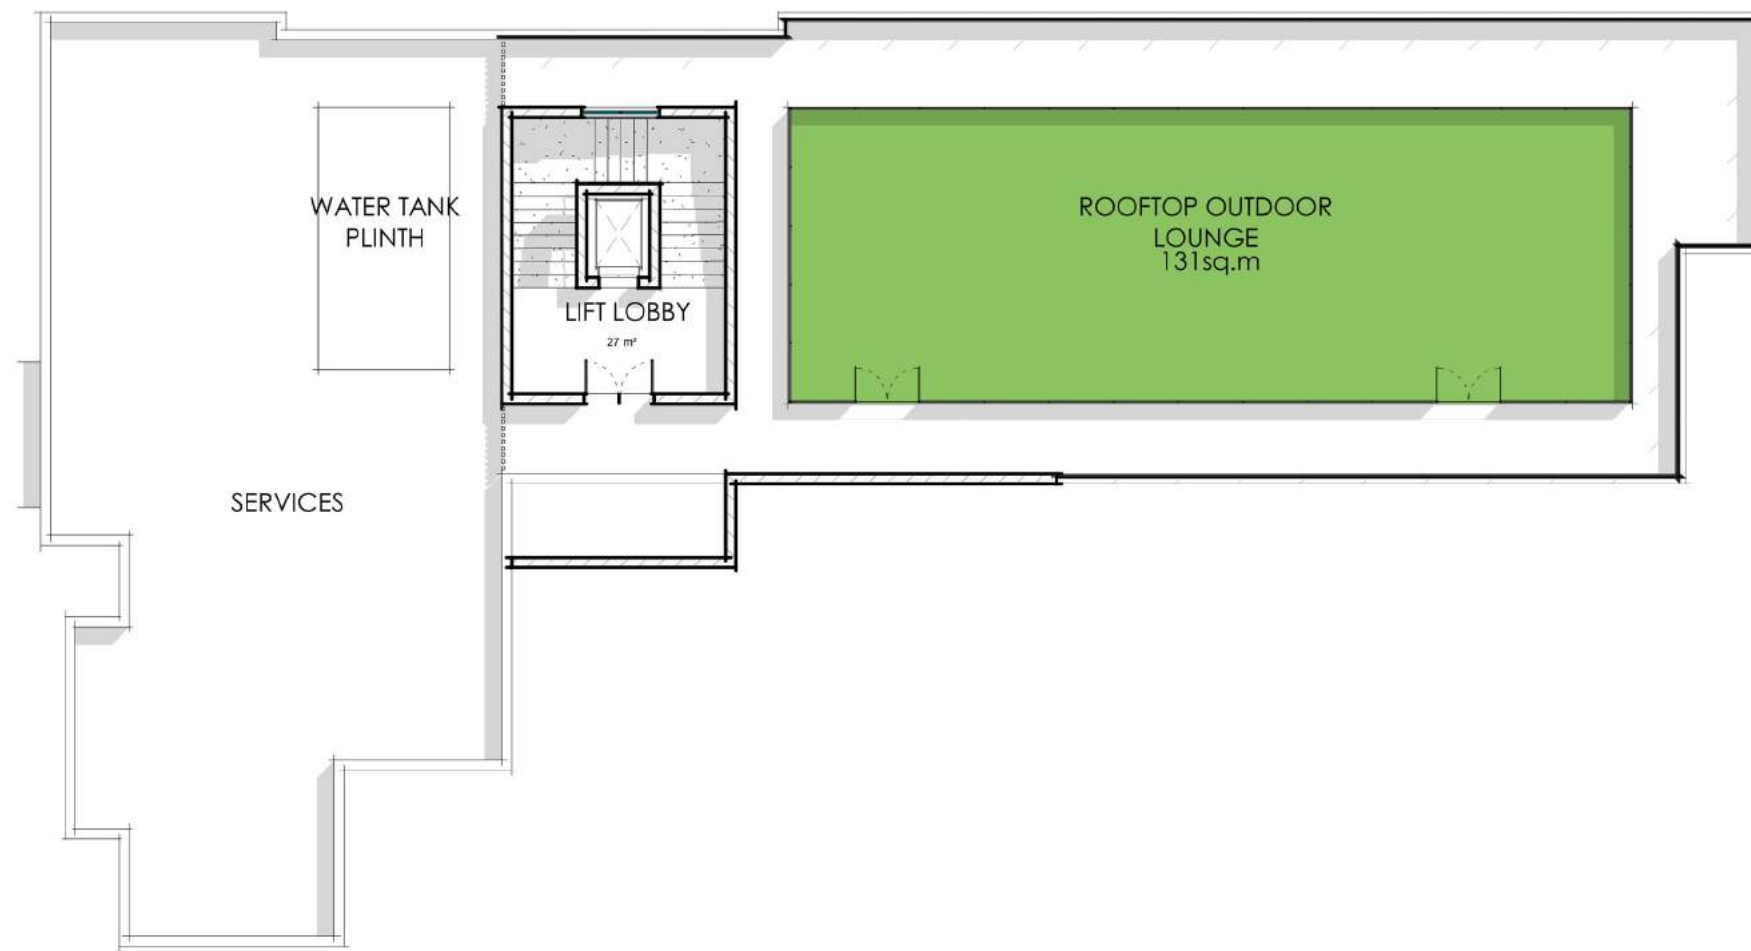 WATER TANK
PLINTH
ROOFTOP OUTDOOR
LOUNGE
131sq.m
LIFT LOBBY
27 m²
SERVICES